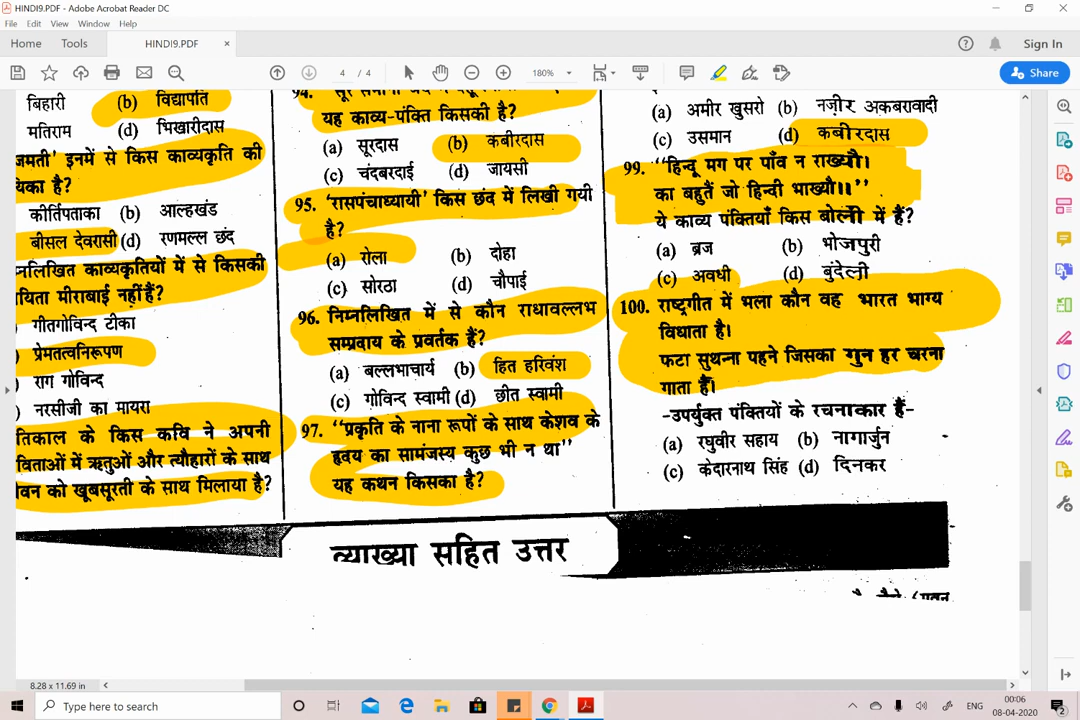 HINDI9.PDF - Adobe Acrobat Reader DC
File Edit View Window Help
Home Tools HINDI9.PDF × Sign In
4 / 4 180% Share
बिहारी (b) विद्यापति
मतिराम (d) भिखारीदास
जमती' इनमें से किस काव्यकृति की
यिका है?
कीर्तिपताका (b) आल्हखंड
बीसल देवरासी (d) रणमल्ल छंद
नलिखित काव्यकृतियों में से किसकी
यिता मीराबाई नहीं हैं?
गीतगोविन्द टीका
) प्रेमतत्वनिरूपण
राग गोविन्द
) नरसीजी का मायरा
तिकाल के किस कवि ने अपनी
विताओं में ऋतुओं और त्यौहारों के साथ
वन को खूबसूरती के साथ मिलाया है?
94.
यह काव्य-पंक्ति किसकी है?
(a) सूरदास (b) कबीरदास
(c) चंदबरदाई (d) जायसी
95. 'रासपंचाध्यायी' किस छंद में लिखी गयी
है?
(a) रोला (b) दोहा
(c) सोरठा (d) चौपाई
96. निम्नलिखित में से कौन राधावल्लभ
सम्प्रवाय के प्रवर्तक हैं?
(a) बल्लभाचार्य (b) हित हरिवंश
(c) गोविन्द स्वामी (d) छीत स्वामी
97. "प्रकृति के नाना रूपों के साथ केशव के
हृवय का सामंजस्य कुछ भी न था"
यह कथन किसका है?
(a) अमीर खुसरो (b) नज़ीर अकबरावादी
(c) उसमान (d) कबीरदास
99. "हिन्दू मग पर पाँव न राख्यौ।
का बहुतैं जो हिन्दी भाख्यौ॥"
ये काव्य पंक्तियाँ किस बोली में हैं?
(a) ब्रज (b) भोजपुरी
(c) अवधी (d) बुंदेली
100. राष्ट्रगीत में भला कौन वह भारत भाग्य
विधाता है।
फटा सुथन्ना पहने जिसका गुन हर चरना
गाता है।
-उपर्युक्त पंक्तियों के रचनाकार हैं-
(a) रघुवीर सहाय (b) नागार्जुन
(c) केदारनाथ सिंह (d) दिनकर
व्याख्या सहित उत्तर
8.28 x 11.69 in
Type here to search
ENG
00:06
08-04-2020
2